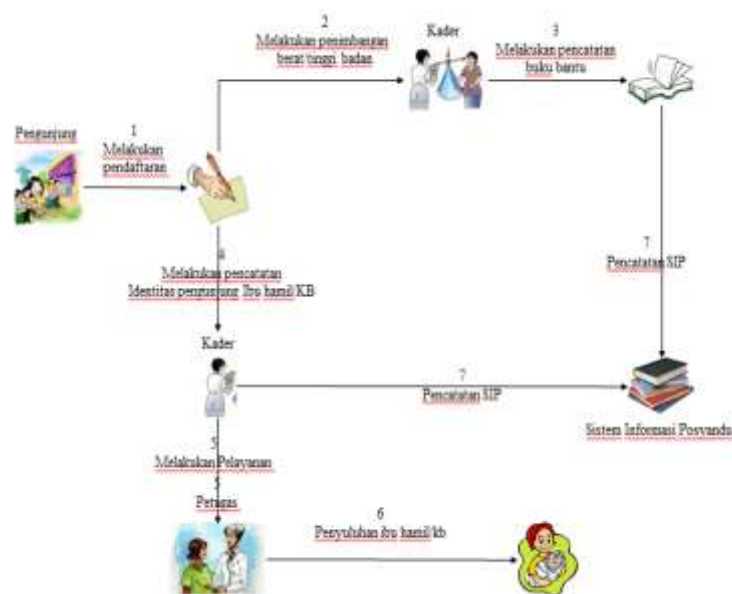 2
Melakukan penimbangan
berat tinggi badan
Kader
3
Melakukan pencatatan
buku bantu
Pengunjung
1
Melakukan
pendaftaran
4
Melakukan pencatatan
Identitas pengunjung Ibu hamil/KB
7
Pencatatan SIP
Kader
7
Pencatatan SIP
Sistem Informasi Posyandu
5
Melakukan Pelayanan
5
Petugas
6
Penyuluhan ibu hamil/kb